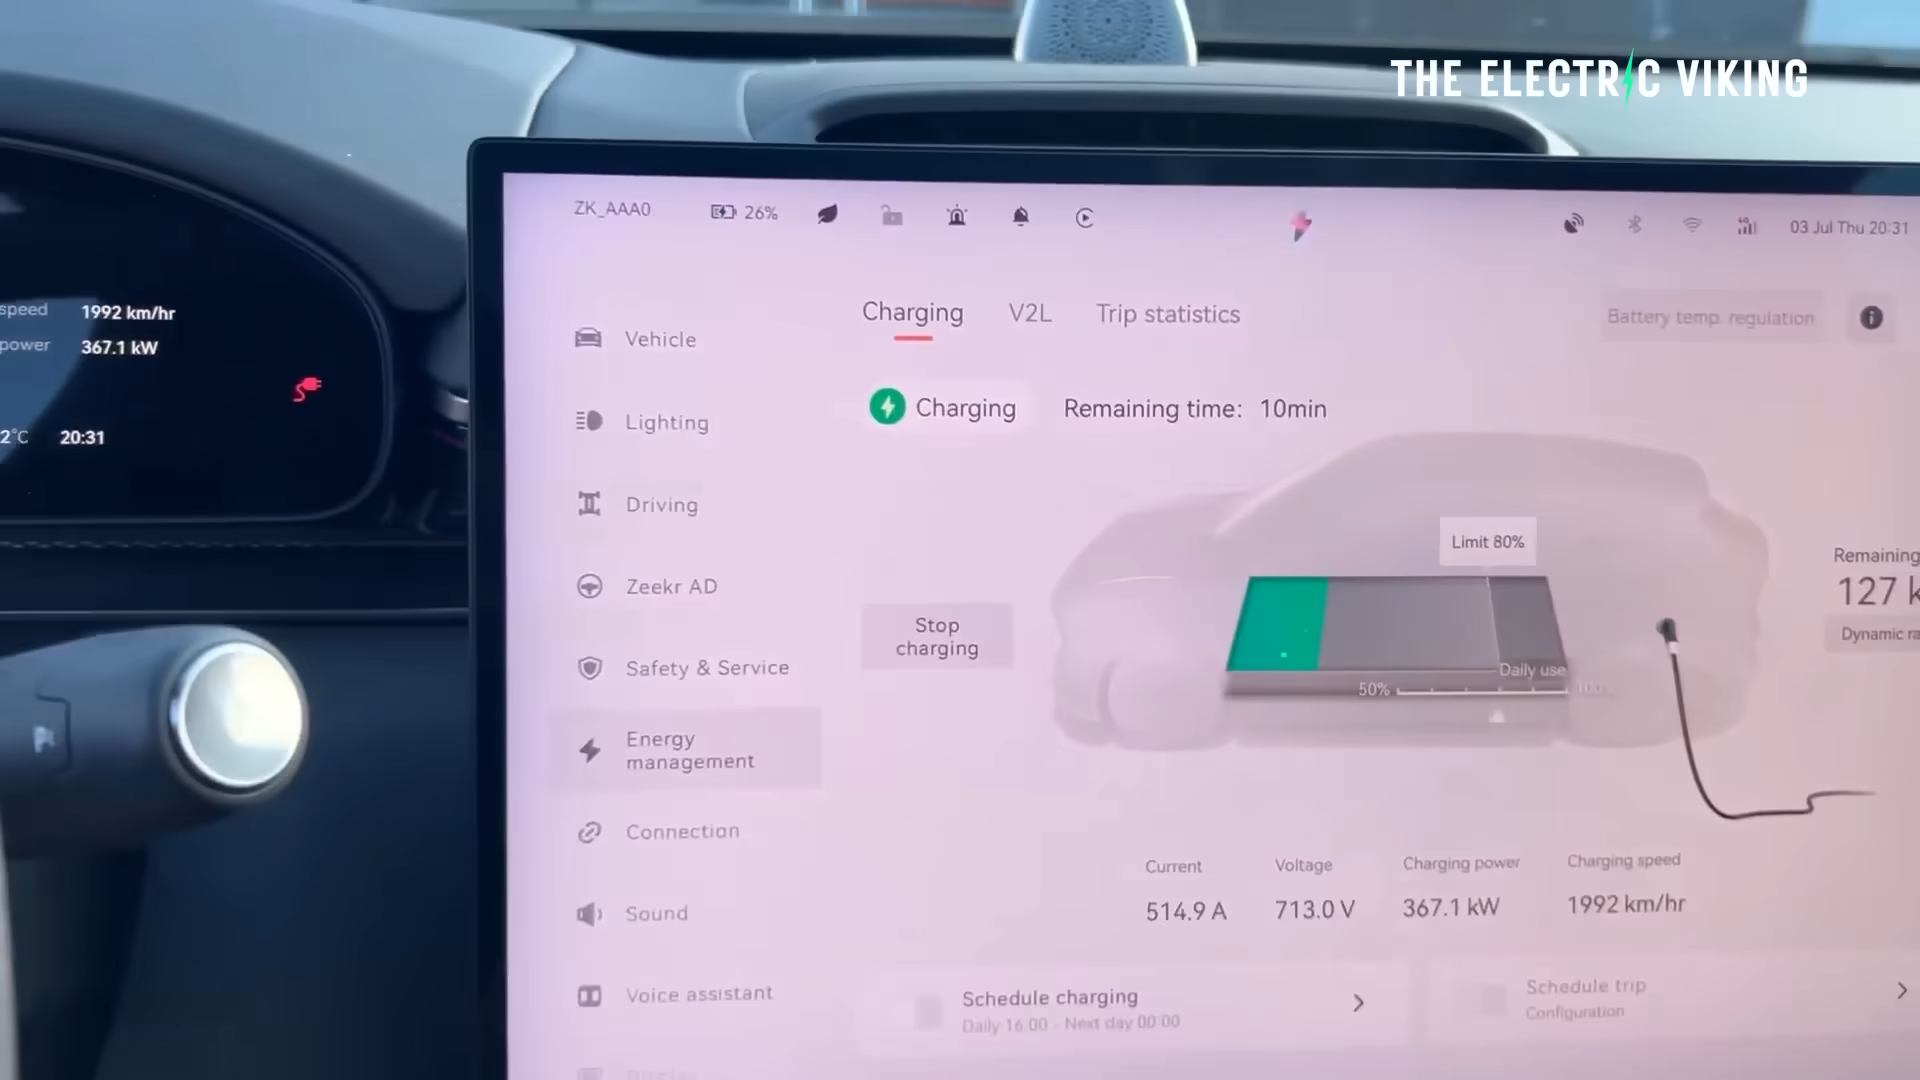 THE ELECTRIC VIKING
ZK_AAA0
26%
03 Jul Thu 20:31
speed 1992 km/hr
power 367.1 kW
2°C 20:31
Vehicle
Lighting
Driving
Zeekr AD
Safety & Service
Energy
management
Connection
Sound
Voice assistant
Charging V2L Trip statistics
Battery temp. regulation
Charging Remaining time: 10min
Limit 80%
Stop
charging
Daily use
50% 100%
Remaining
127 k
Dynamic ra
Current Voltage Charging power Charging speed
514.9 A 713.0 V 367.1 kW 1992 km/hr
Schedule charging
Daily 16:00 - Next day 00:00
Schedule trip
Configuration